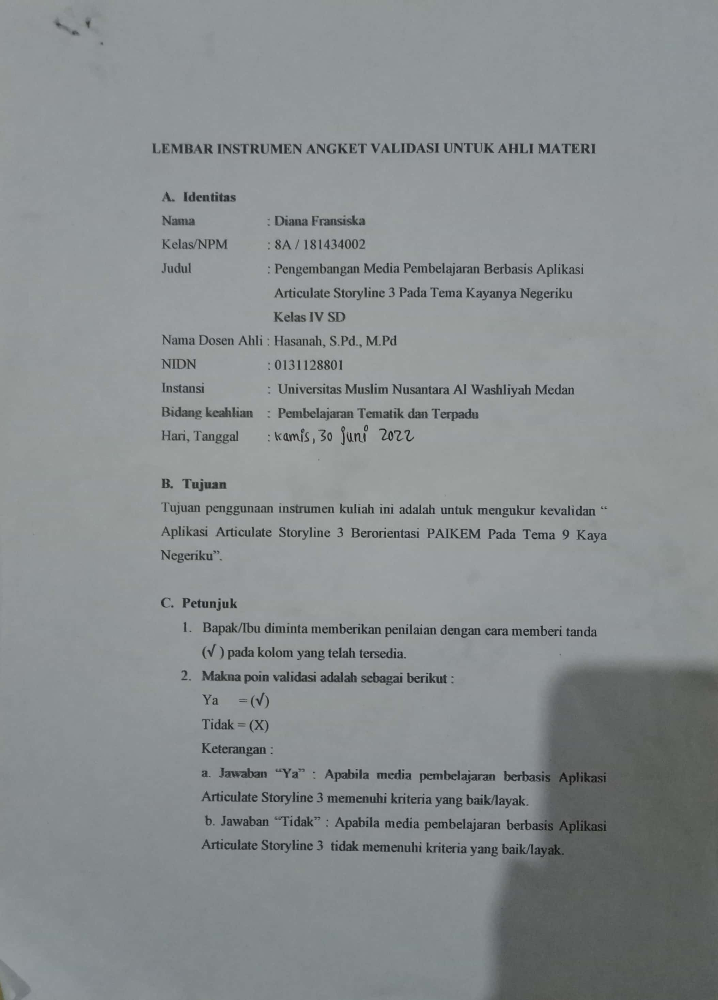 LEMBAR INSTRUMEN ANGKET VALIDASI UNTUK AHLI MATERI
A. Identitas
Nama : Diana Fransiska
Kelas/NPM : 8A / 181434002
Judul : Pengembangan Media Pembelajaran Berbasis Aplikasi
Articulate Storyline 3 Pada Tema Kayanya Negeriku
Kelas IV SD
Nama Dosen Ahli : Hasanah, S.Pd., M.Pd
NIDN : 0131128801
Instansi : Universitas Muslim Nusantara Al Washliyah Medan
Bidang keahlian : Pembelajaran Tematik dan Terpadu
Hari, Tanggal : Kamis, 30 Juni 2022
B. Tujuan
Tujuan penggunaan instrumen kuliah ini adalah untuk mengukur kevalidan “
Aplikasi Articulate Storyline 3 Berorientasi PAIKEM Pada Tema 9 Kaya
Negeriku”.
C. Petunjuk
1. Bapak/Ibu diminta memberikan penilaian dengan cara memberi tanda
(√ ) pada kolom yang telah tersedia.
2. Makna poin validasi adalah sebagai berikut :
Ya = (√)
Tidak = (X)
Keterangan :
a. Jawaban “Ya” : Apabila media pembelajaran berbasis Aplikasi
Articulate Storyline 3 memenuhi kriteria yang baik/layak.
b. Jawaban “Tidak” : Apabila media pembelajaran berbasis Aplikasi
Articulate Storyline 3 tidak memenuhi kriteria yang baik/layak.